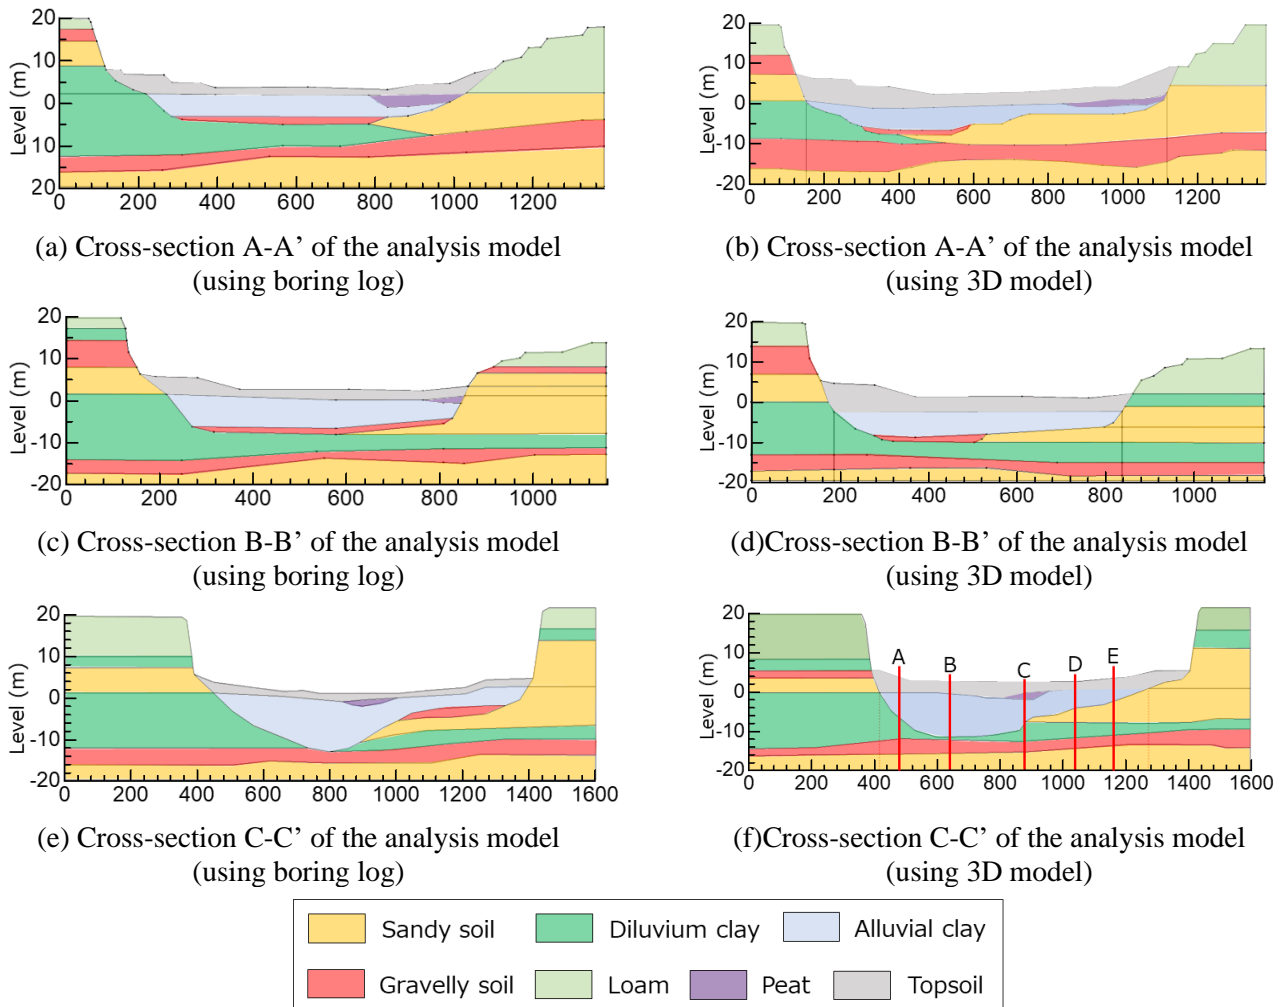 20
10
0
10
20
Level (m)
0 200 400 600 800 1000 1200
(a) Cross-section A-A’ of the analysis model
(using boring log)
20
10
0
-10
-20
Level (m)
0 200 400 600 800 1000 1200
(b) Cross-section A-A’ of the analysis model
(using 3D model)
20
10
0
-10
-20
Level (m)
0 200 400 600 800 1000
(c) Cross-section B-B’ of the analysis model
(using boring log)
20
10
0
-10
-20
Level (m)
0 200 400 600 800 1000
(d)Cross-section B-B’ of the analysis model
(using 3D model)
20
10
0
-10
-20
Level (m)
0 200 400 600 800 1000 1200 1400 1600
(e) Cross-section C-C’ of the analysis model
(using boring log)
20
10
0
-10
-20
Level (m)
A B C D E
0 200 400 600 800 1000 1200 1400 1600
(f)Cross-section C-C’ of the analysis model
(using 3D model)
Sandy soil Diluvium clay Alluvial clay
Gravelly soil Loam Peat Topsoil